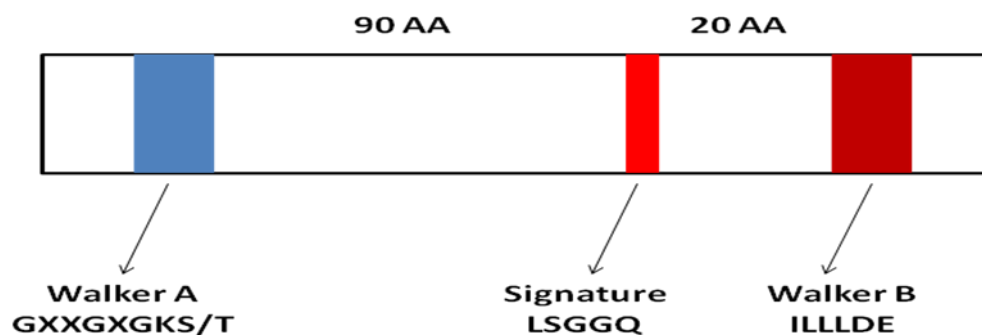 90 AA
20 AA
Walker A
GXXGXGKS/T
Signature
LSGGQ
Walker B
ILLLDE